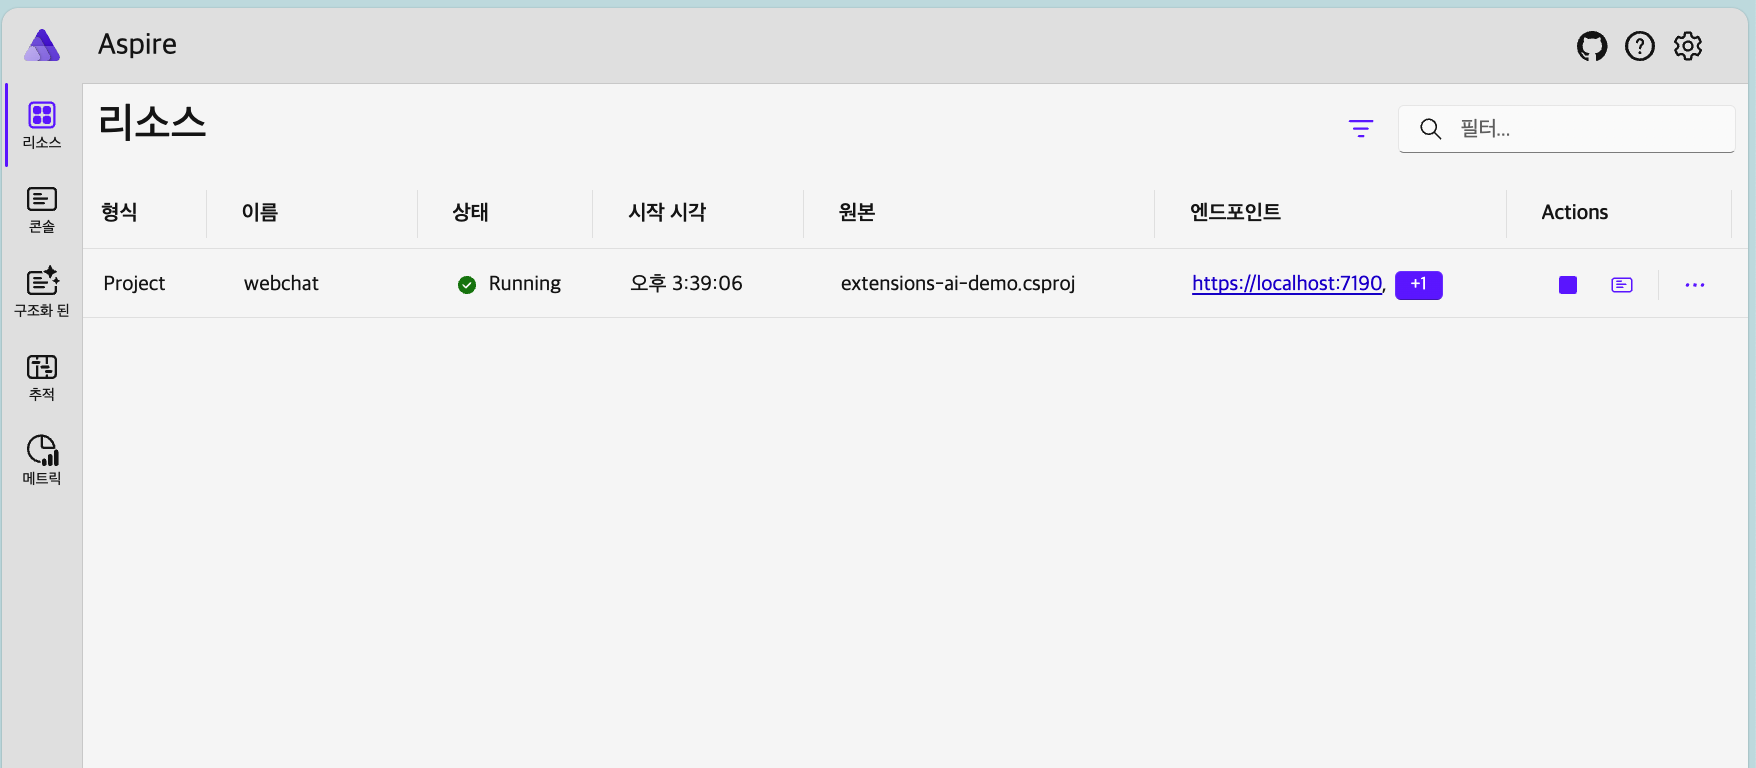 Aspire
리소스
콘솔
구조화 된
추적
메트릭
리소스
필터...
형식 이름 상태 시작 시각 원본 엔드포인트 Actions
Project webchat Running 오후 3:39:06 extensions-ai-demo.csproj https://localhost:7190, +1